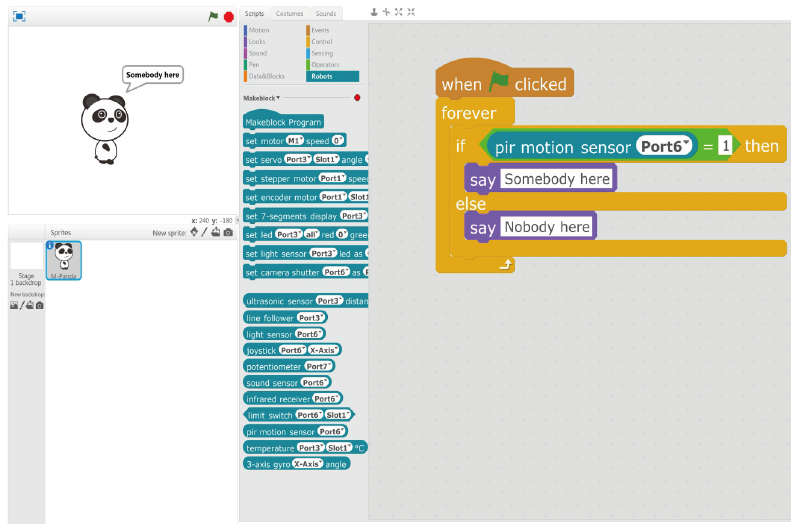 Somebody here
x: 240 y: -180
Sprites
New sprite:
M-Panda
Stage
1 backdrop
New backdrop:
Scripts Costumes Sounds
Motion Events
Looks Control
Sound Sensing
Pen Operators
Data&Blocks Robots
Makeblock
Makeblock Program
set motor M1 speed 0
set servo Port3 Slot1 angle
set stepper motor Port1 speed
set encoder motor Port1 Slot1
set 7-segments display Port3
set led Port3 all red 0 gree
set light sensor Port3 led as
set camera shutter Port6 as
ultrasonic sensor Port3 distan
line follower Port3
light sensor Port6
joystick Port6 X-Axis
potentiometer Port7
sound sensor Port6
infrared receiver Port6
limit switch Port6 Slot1
pir motion sensor Port6
temperature Port3 Slot1 ºC
3-axis gyro X-Axis angle
when clicked
forever
if pir motion sensor Port6 = 1 then
say Somebody here
else
say Nobody here